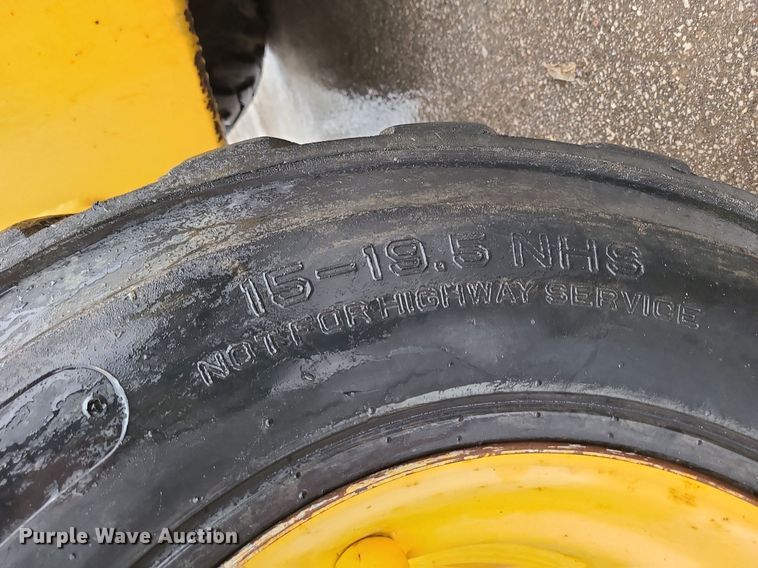 15-19.5 NHS
NOT FOR HIGHWAY SERVICE
Purple Wave Auction